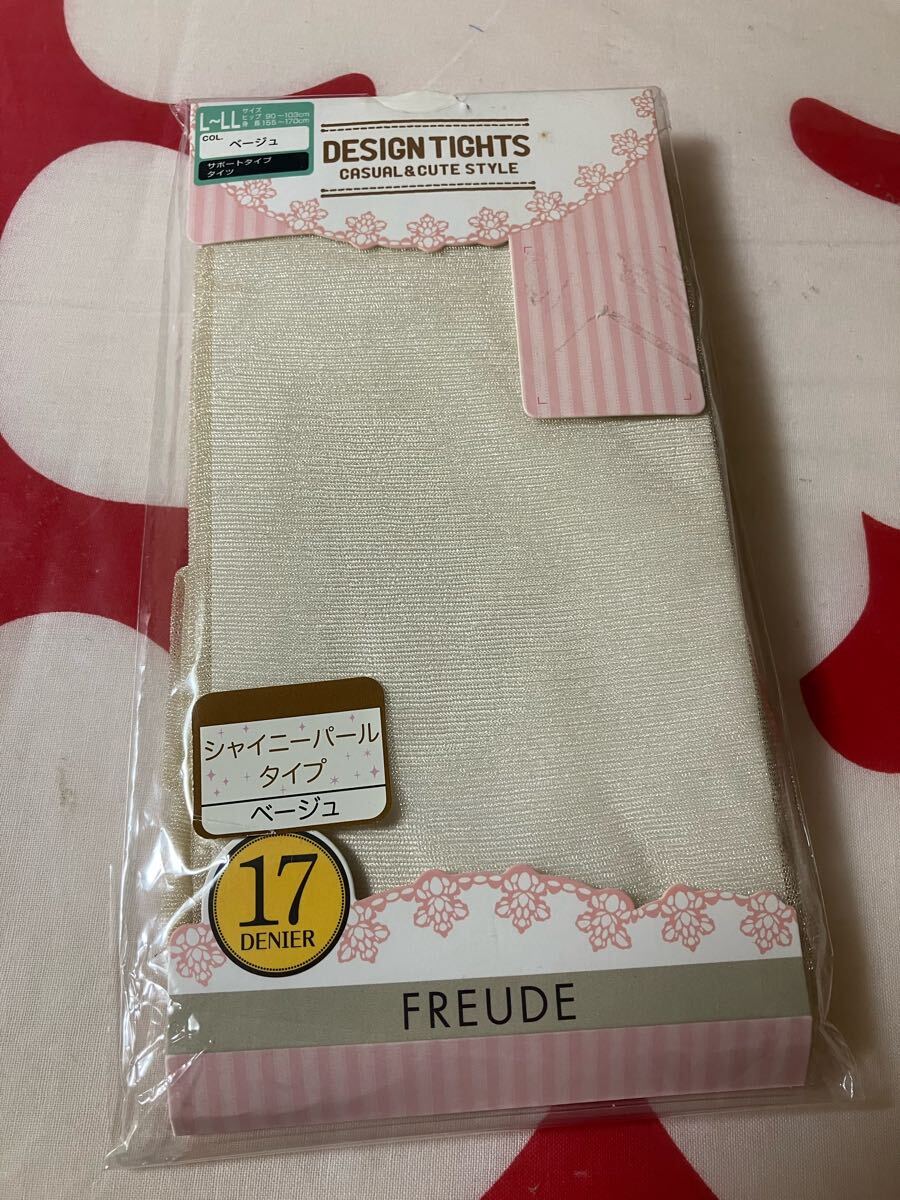 L〜LL
サイズ
ヒップ 90〜103cm
身長 155〜170cm
COL.
ベージュ
サポートタイプ
タイツ
DESIGN TIGHTS
CASUAL&CUTE STYLE
シャイニーパール
タイプ
ベージュ
17
DENIER
FREUDE